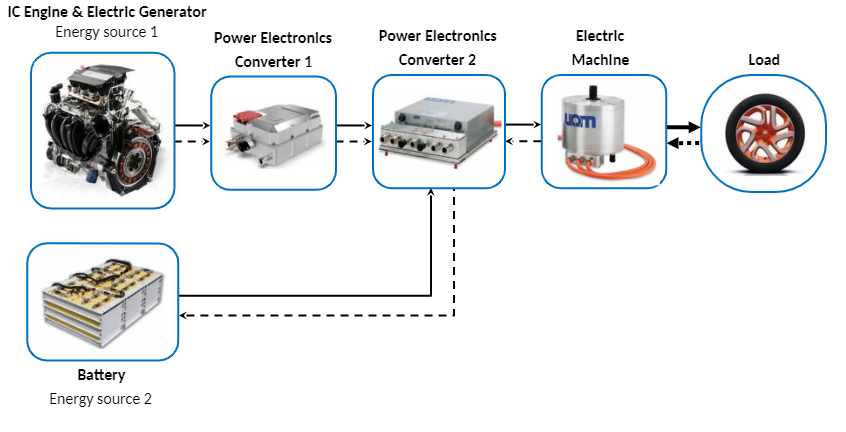 IC Engine & Electric Generator
Energy source 1
Power Electronics
Converter 1
Power Electronics
Converter 2
Electric
Machine
Load
UQM
Battery
Energy source 2